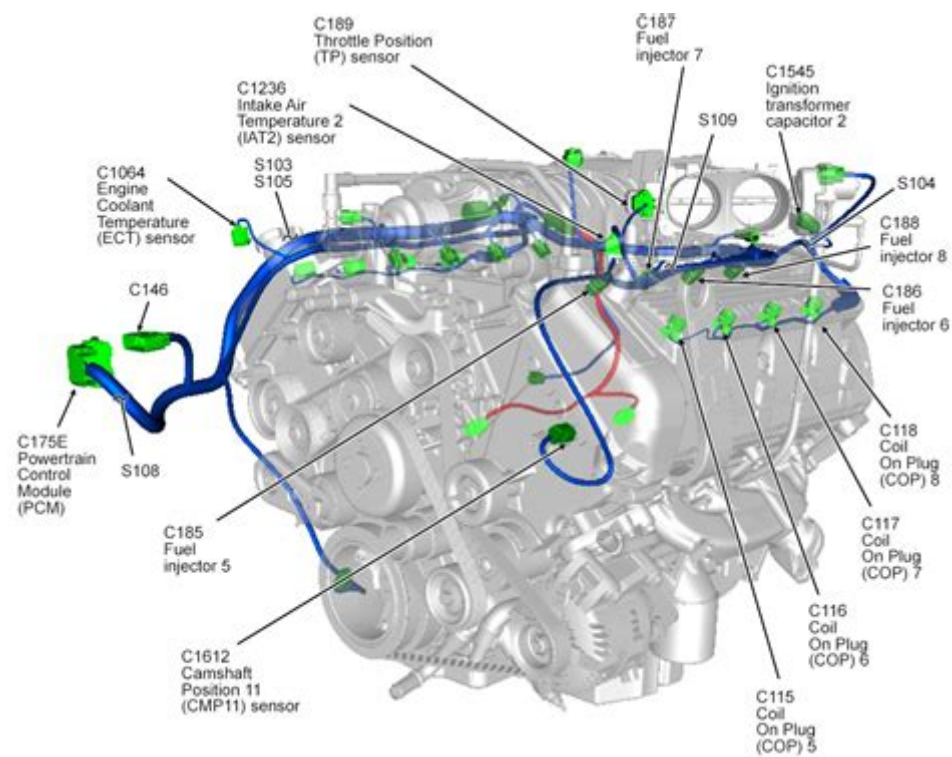 C189
Throttle Position
(TP) sensor
C187
Fuel
injector 7
C1545
Ignition
transformer
capacitor 2
C1236
Intake Air
Temperature 2
(IAT2) sensor
S109
S103
S105
C1064
Engine
Coolant
Temperature
(ECT) sensor
S104
C188
Fuel
injector 8
C146
C186
Fuel
injector 6
C175E
Powertrain
Control
Module
(PCM)
S108
C118
Coil
On Plug
(COP) 8
C185
Fuel
injector 5
C117
Coil
On Plug
(COP) 7
C116
Coil
On Plug
(COP) 6
C1612
Camshaft
Position 11
(CMP11) sensor
C115
Coil
On Plug
(COP) 5